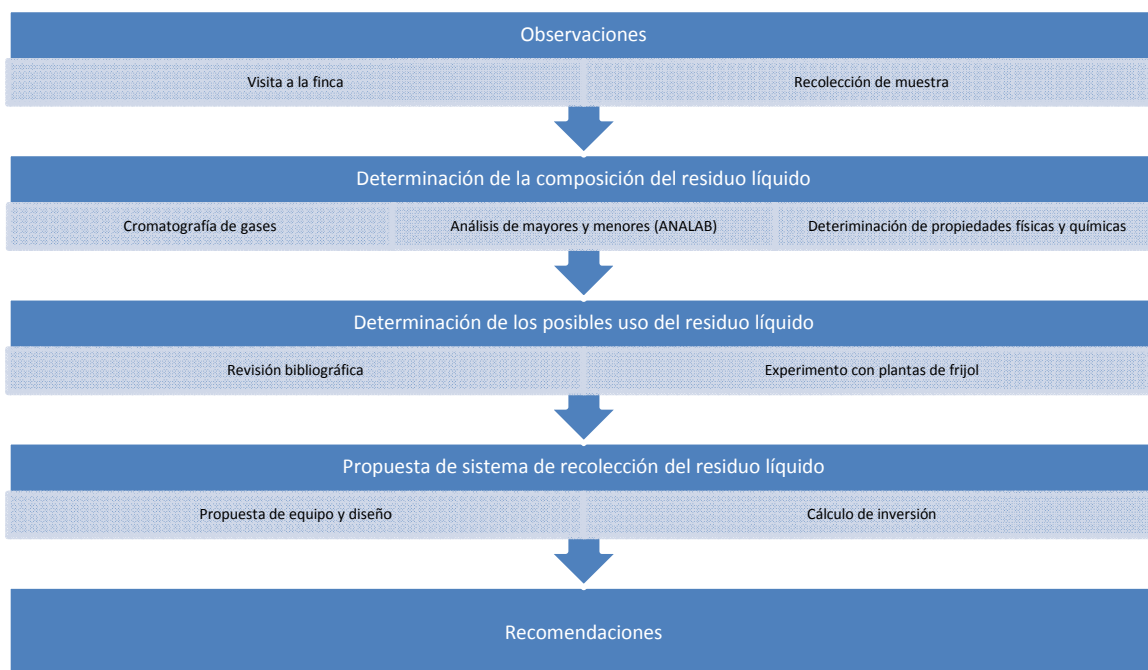 Observaciones
Visita a la finca
Recolección de muestra
Determinación de la composición del residuo líquido
Cromatografía de gases
Análisis de mayores y menores (ANALAB)
Deteriminación de propiedades físicas y químicas
Determinación de los posibles uso del residuo líquido
Revisión bibliográfica
Experimento con plantas de frijol
Propuesta de sistema de recolección del residuo líquido
Propuesta de equipo y diseño
Cálculo de inversión
Recomendaciones